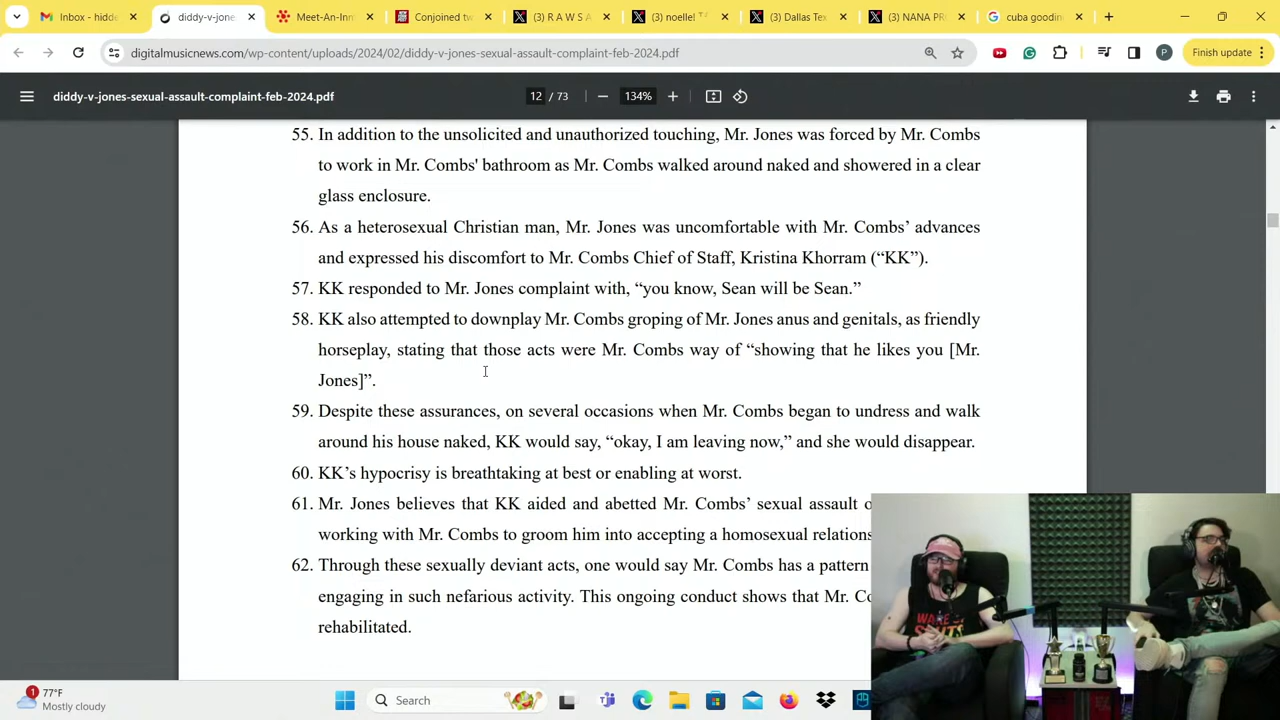 Inbox - hidde
diddy-v-jone
Meet-An-Inm
Conjoined tw
(3) R A W S A
(3) noelle!
(3) Dallas Tex
(3) NANA PR
cuba goodin
digitalmusicnews.com/wp-content/uploads/2024/02/diddy-v-jones-sexual-assault-complaint-feb-2024.pdf
P
Finish update
diddy-v-jones-sexual-assault-complaint-feb-2024.pdf
12 / 73
134%
55. In addition to the unsolicited and unauthorized touching, Mr. Jones was forced by Mr. Combs
to work in Mr. Combs' bathroom as Mr. Combs walked around naked and showered in a clear
glass enclosure.
56. As a heterosexual Christian man, Mr. Jones was uncomfortable with Mr. Combs’ advances
and expressed his discomfort to Mr. Combs Chief of Staff, Kristina Khorram (“KK”).
57. KK responded to Mr. Jones complaint with, “you know, Sean will be Sean.”
58. KK also attempted to downplay Mr. Combs groping of Mr. Jones anus and genitals, as friendly
horseplay, stating that those acts were Mr. Combs way of “showing that he likes you [Mr.
Jones]”.
59. Despite these assurances, on several occasions when Mr. Combs began to undress and walk
around his house naked, KK would say, “okay, I am leaving now,” and she would disappear.
60. KK’s hypocrisy is breathtaking at best or enabling at worst.
61. Mr. Jones believes that KK aided and abetted Mr. Combs’ sexual assault o
working with Mr. Combs to groom him into accepting a homosexual relations
62. Through these sexually deviant acts, one would say Mr. Combs has a pattern
engaging in such nefarious activity. This ongoing conduct shows that Mr. Co
rehabilitated.
1
77°F
Mostly cloudy
Search